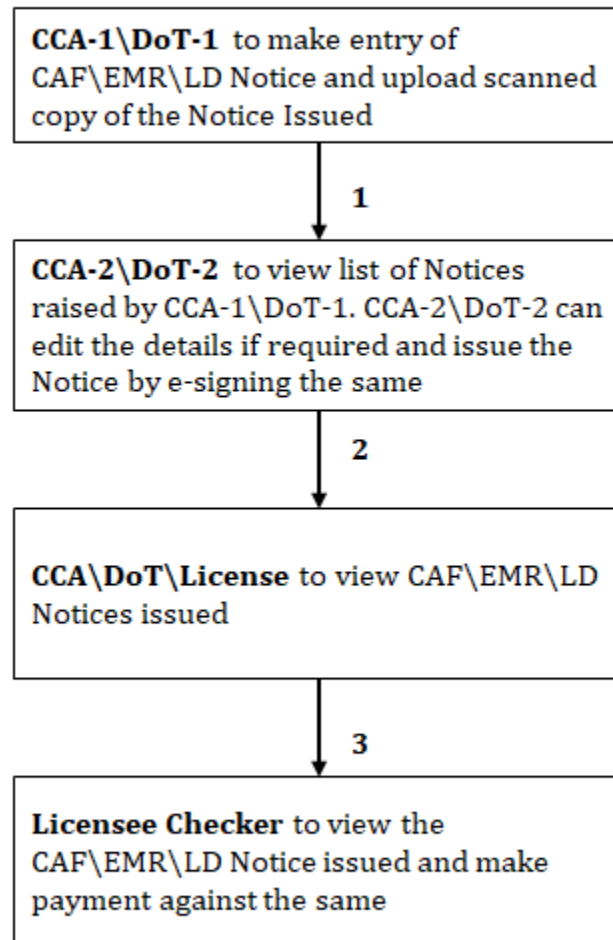 CCA-1\DoT-1 to make entry of
CAF\EMR\LD Notice and upload scanned
copy of the Notice Issued
1
CCA-2\DoT-2 to view list of Notices
raised by CCA-1\DoT-1. CCA-2\DoT-2 can
edit the details if required and issue the
Notice by e-signing the same
2
CCA\DoT\License to view CAF\EMR\LD
Notices issued
3
Licensee Checker to view the
CAF\EMR\LD Notice issued and make
payment against the same